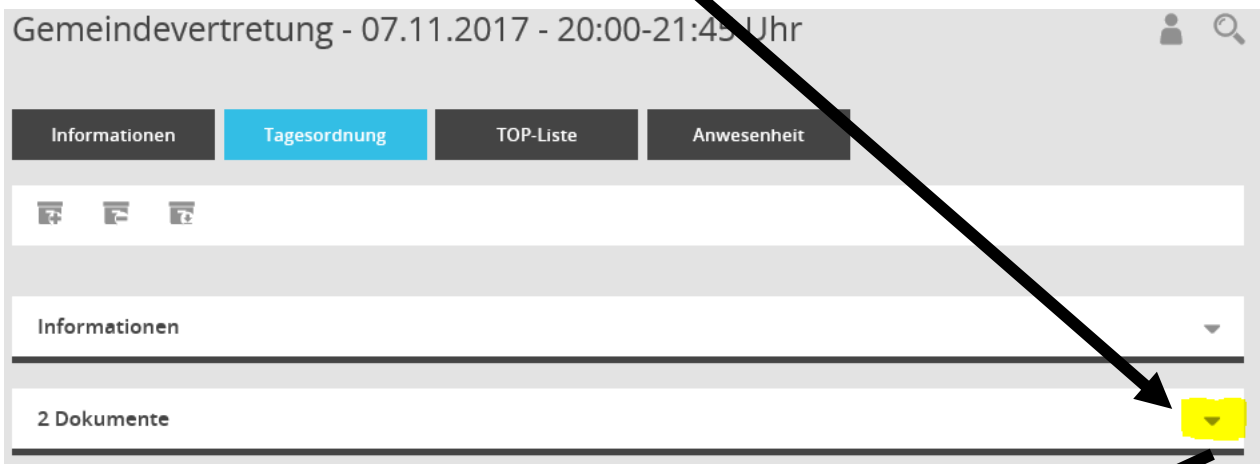 Gemeindevertretung - 07.11.2017 - 20:00-21:45 Uhr
Informationen Tagesordnung TOP-Liste Anwesenheit
Informationen
2 Dokumente